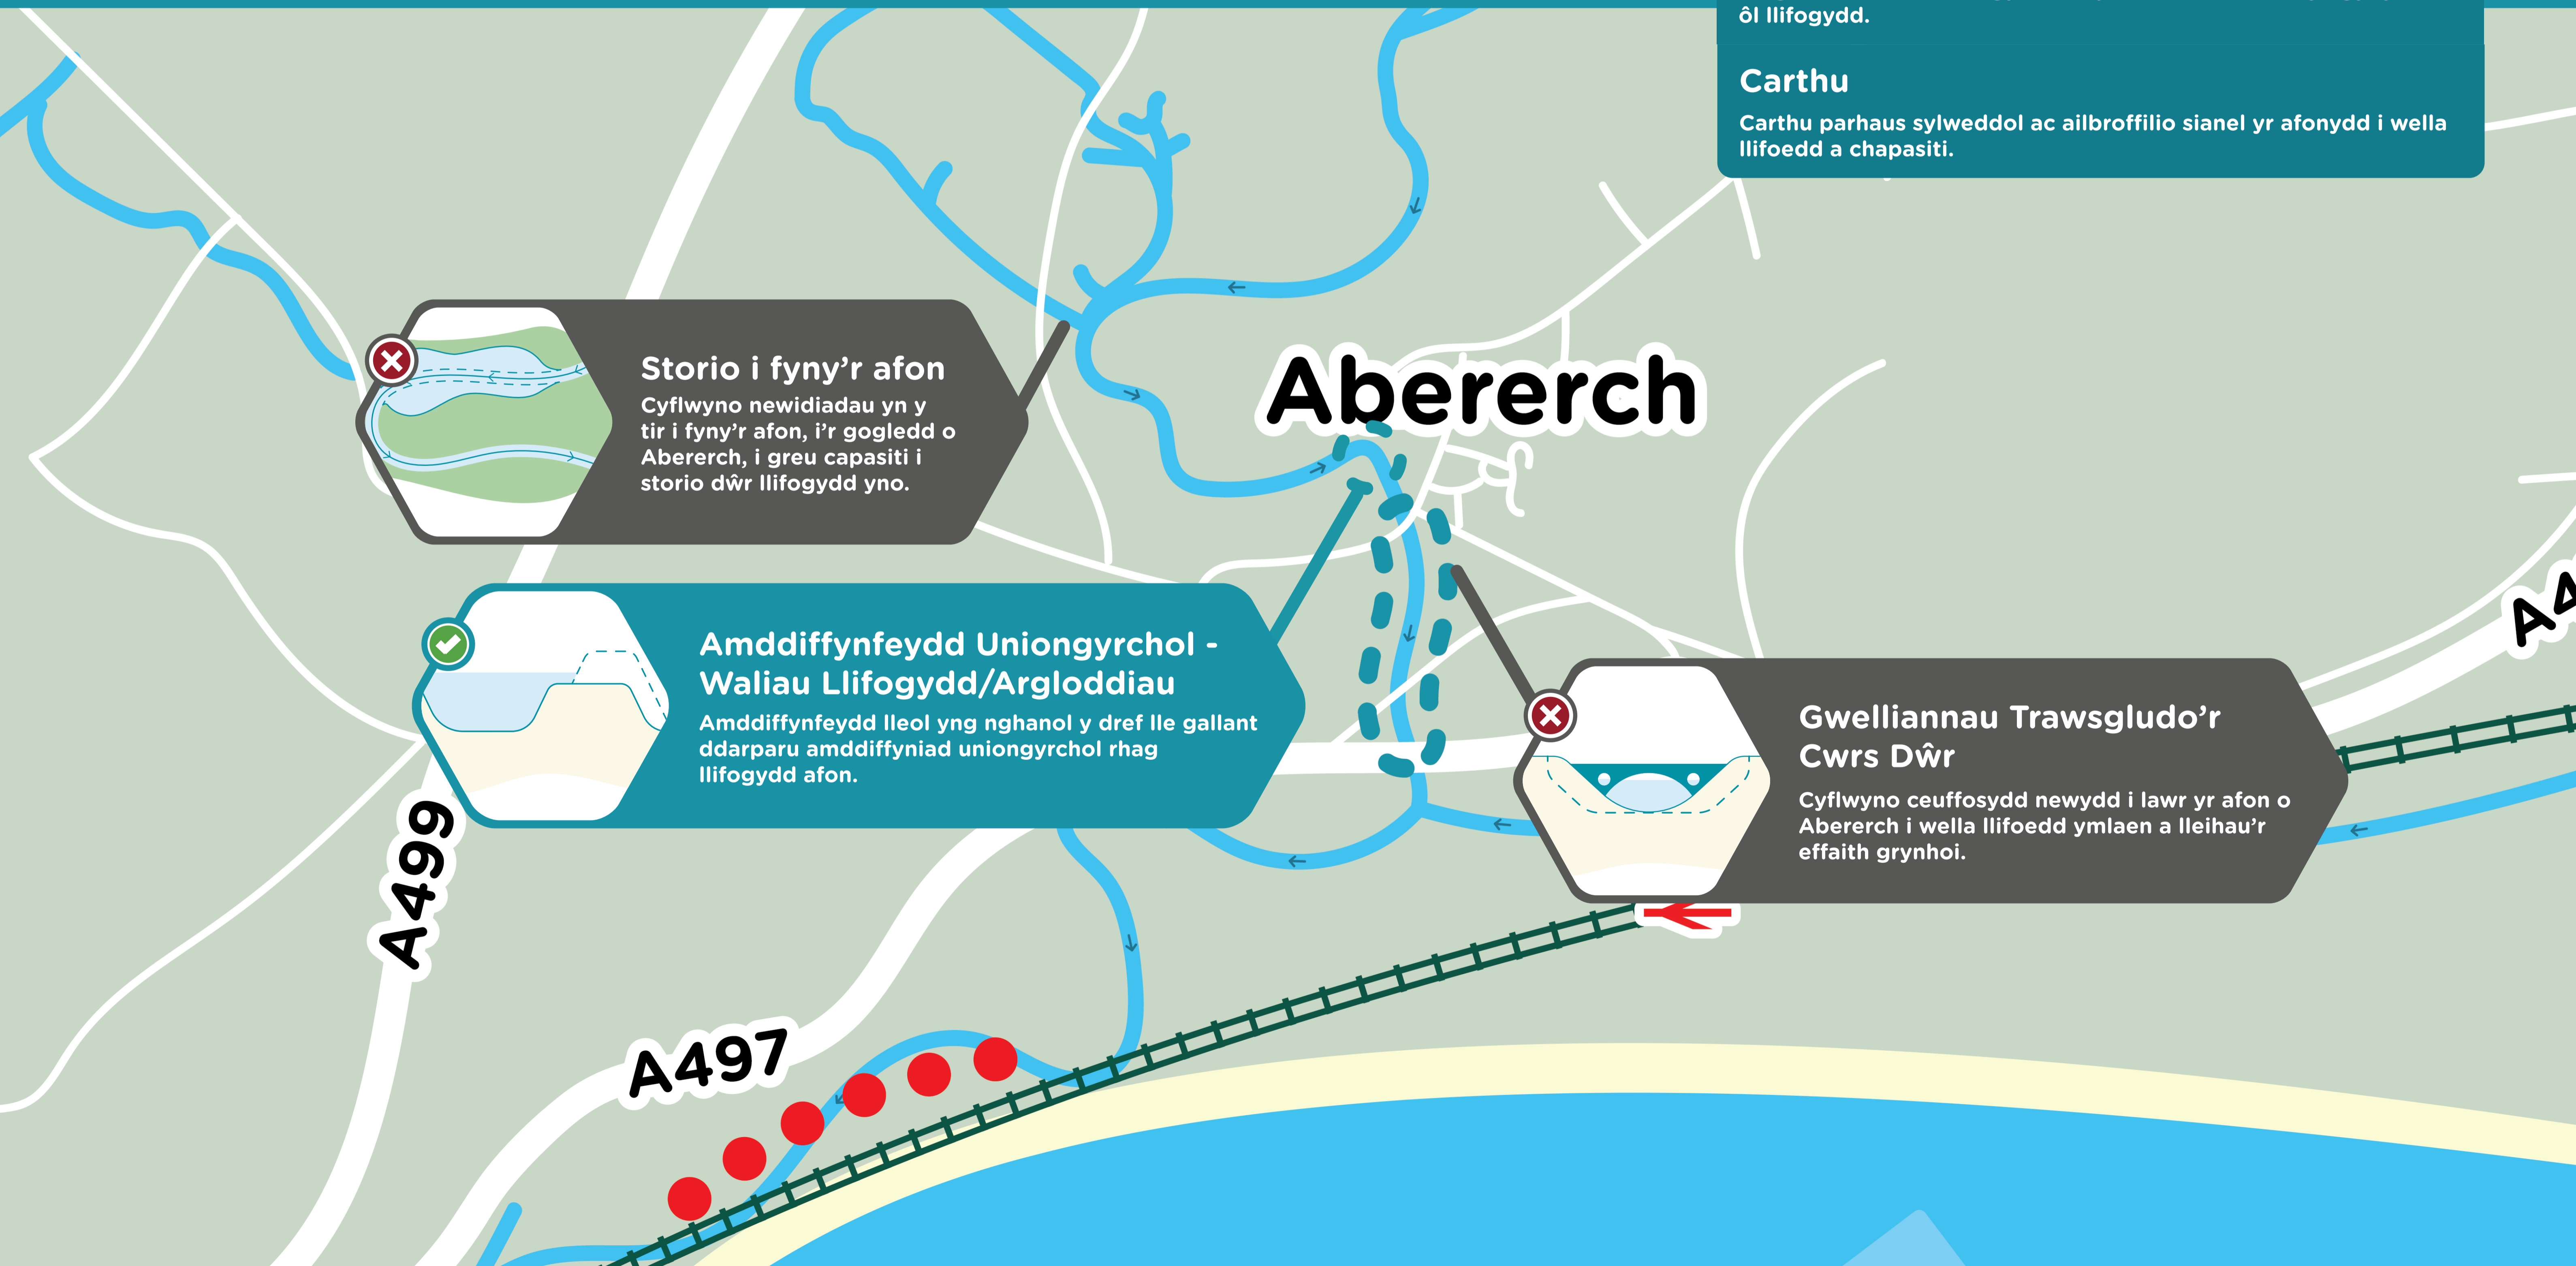 ôl llifogydd.
Carthu
Carthu parhaus sylweddol ac ailbroffilio sianel yr afonydd i wella
llifoedd a chapasiti.
Storio i fyny’r afon
Cyflwyno newidiadau yn y
tir i fyny’r afon, i’r gogledd o
Abererch, i greu capasiti i
storio dŵr llifogydd yno.
Abererch
Amddiffynfeydd Uniongyrchol -
Waliau Llifogydd/Argloddiau
Amddiffynfeydd lleol yng nghanol y dref lle gallant
ddarparu amddiffyniad uniongyrchol rhag
llifogydd afon.
Gwelliannau Trawsgludo’r
Cwrs Dŵr
Cyflwyno ceuffosydd newydd i lawr yr afon o
Abererch i wella llifoedd ymlaen a lleihau’r
effaith grynhoi.
A499
A497